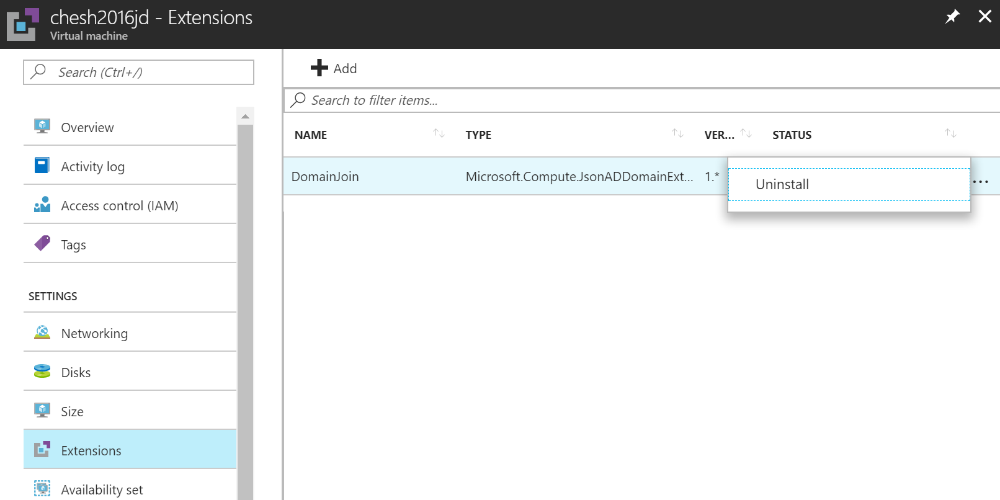 chesh2016jd - Extensions
Virtual machine
Search (Ctrl+/)
Overview
Activity log
Access control (IAM)
Tags
SETTINGS
Networking
Disks
Size
Extensions
Availability set
Add
Search to filter items...
NAME TYPE VER... STATUS
DomainJoin Microsoft.Compute.JsonADDomainExt... 1.* ...
Uninstall